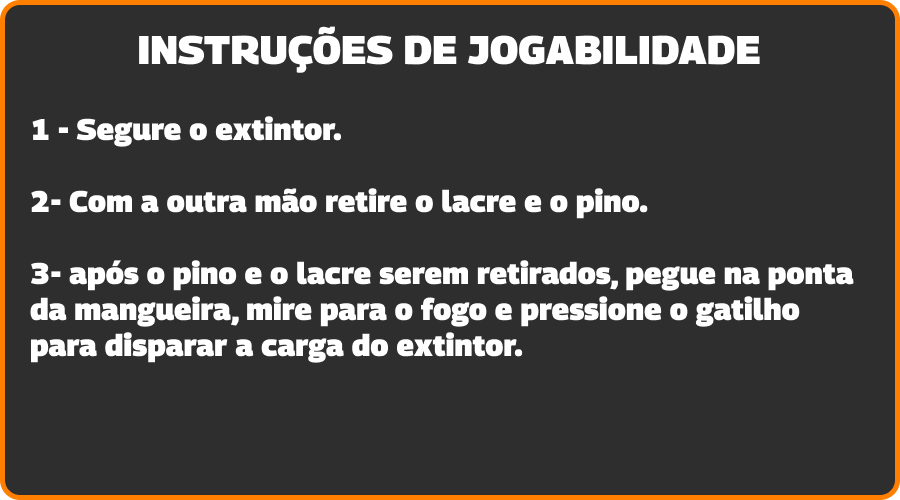 INSTRUÇÕES DE JOGABILIDADE
1 - Segure o extintor.
2- Com a outra mão retire o lacre e o pino.
3- após o pino e o lacre serem retirados, pegue na ponta
da mangueira, mire para o fogo e pressione o gatilho
para disparar a carga do extintor.